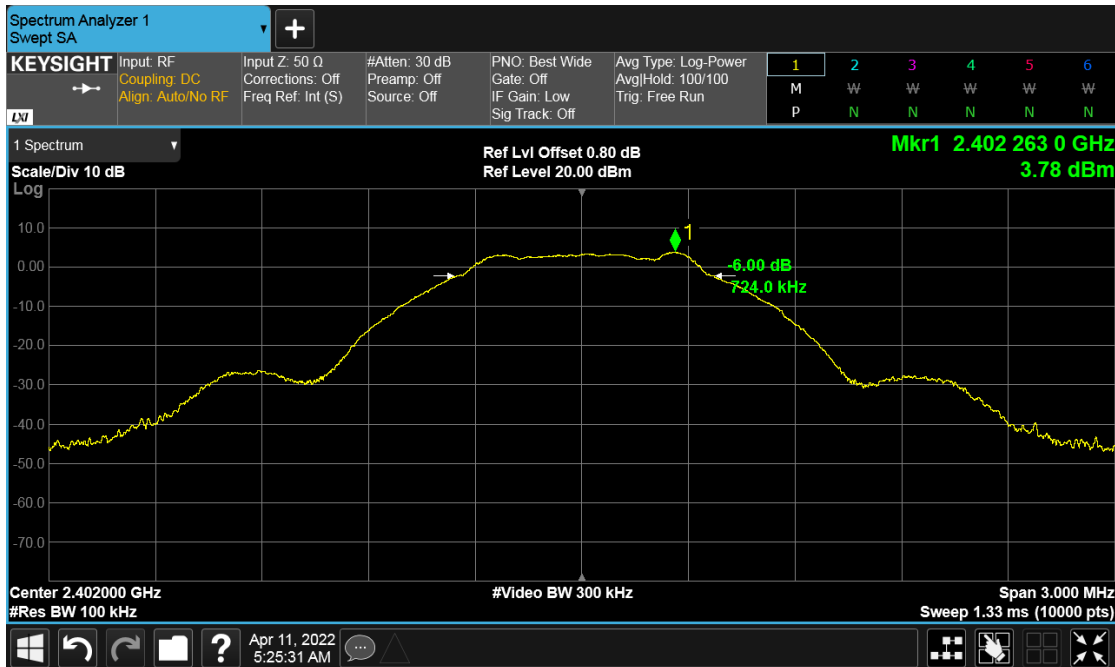 Spectrum Analyzer 1
Swept SA
+
KEYSIGHT
LXI
Input: RF
Coupling: DC
Align: Auto/No RF
Input Z: 50 Ω
Corrections: Off
Freq Ref: Int (S)
#Atten: 30 dB
Preamp: Off
Source: Off
PNO: Best Wide
Gate: Off
IF Gain: Low
Sig Track: Off
Avg Type: Log-Power
Avg|Hold: 100/100
Trig: Free Run
1 2 3 4 5 6
M W W W W W
P N N N N N
1 Spectrum
Scale/Div 10 dB
Log
Ref Lvl Offset 0.80 dB
Ref Level 20.00 dBm
Mkr1 2.402 263 0 GHz
3.78 dBm
10.0
0.00
-10.0
-20.0
-30.0
-40.0
-50.0
-60.0
-70.0
1
-6.00 dB
724.0 kHz
Center 2.402000 GHz
#Res BW 100 kHz
#Video BW 300 kHz
Span 3.000 MHz
Sweep 1.33 ms (10000 pts)
?
Apr 11, 2022
5:25:31 AM